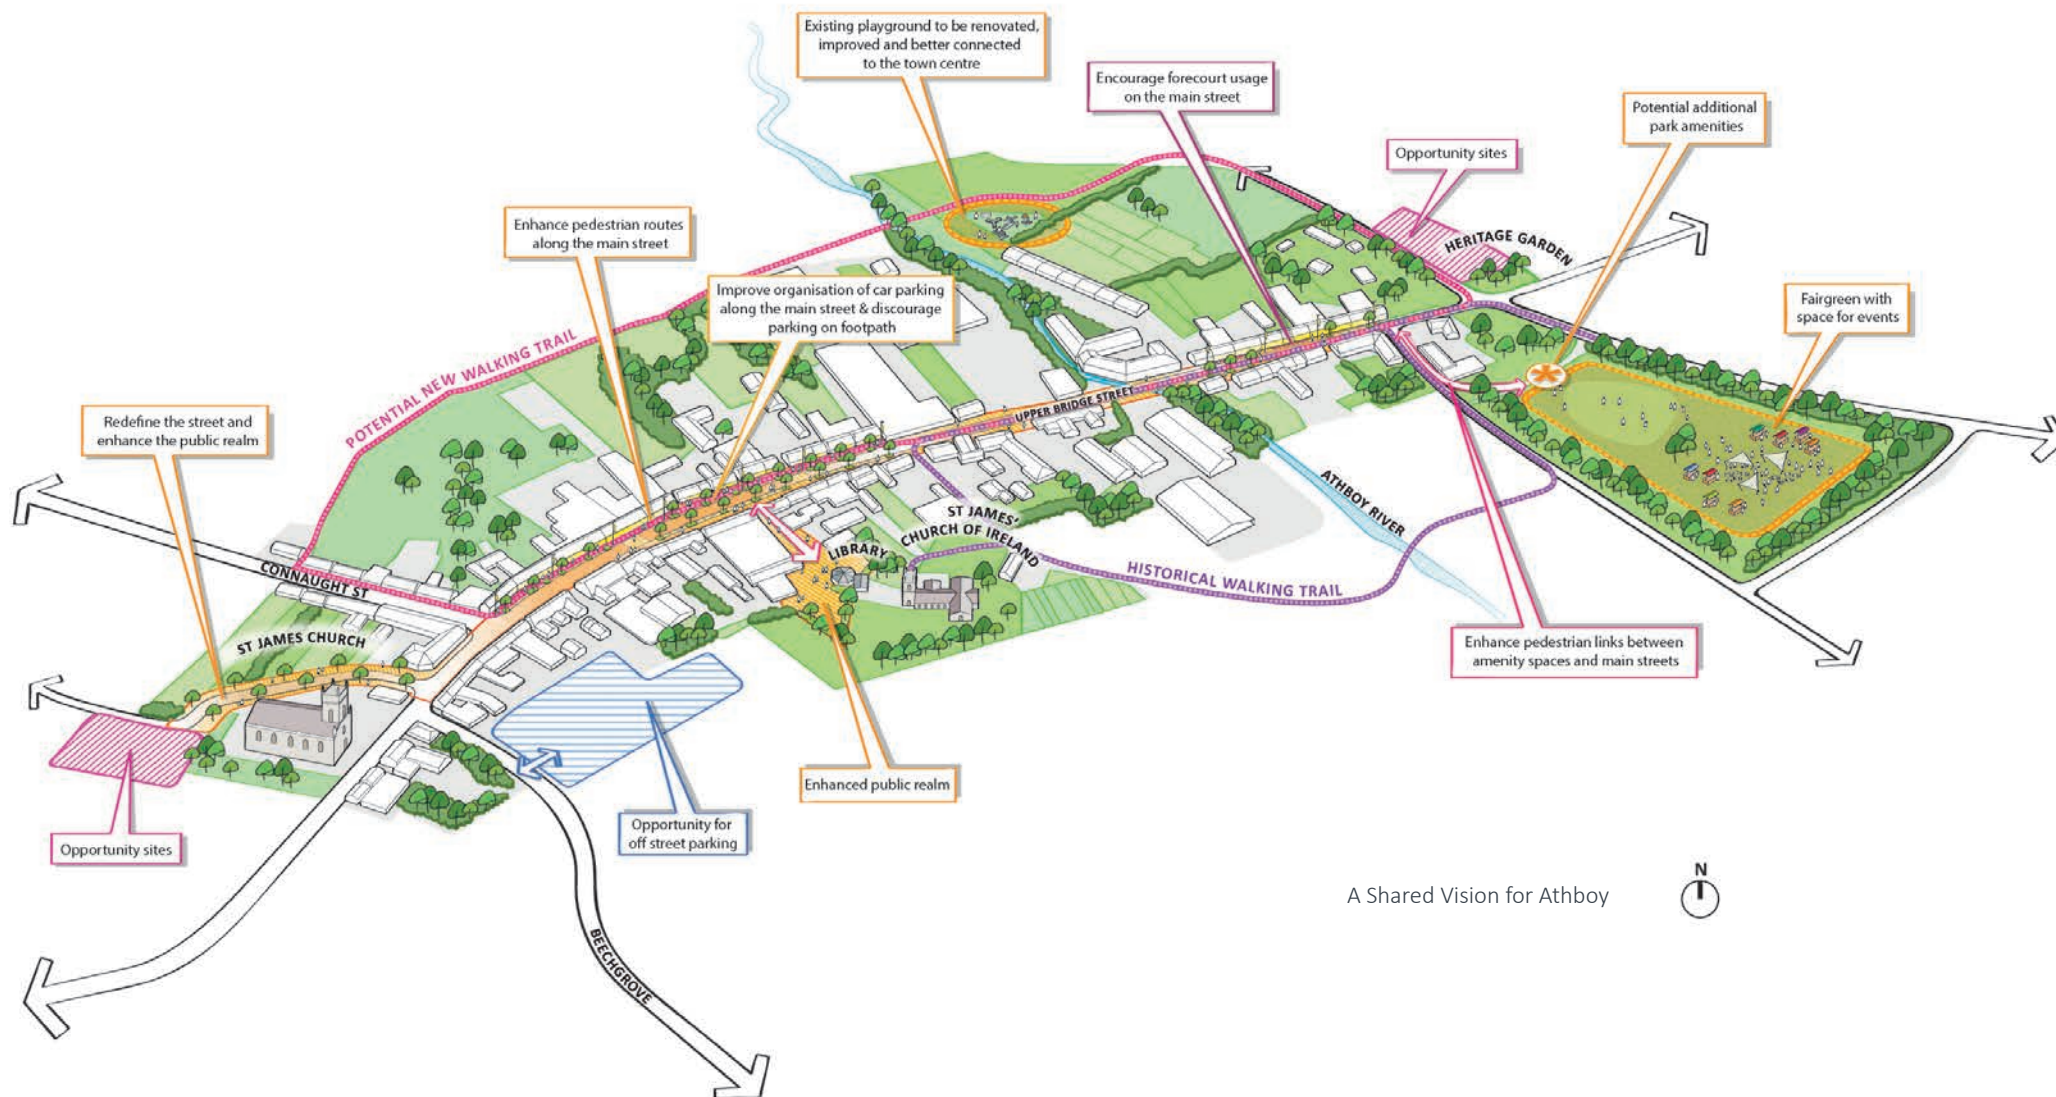 Existing playground to be renovated,
improved and better connected
to the town centre
Encourage forecourt usage
on the main street
Potential additional
park amenities
Opportunity sites
Enhance pedestrian routes
along the main street
HERITAGE GARDEN
Improve organisation of car parking
along the main street & discourage
parking on footpath
Fairgreen with
space for events
POTENTIAL NEW WALKING TRAIL
Redefine the street and
enhance the public realm
UPPER BRIDGE STREET
ATHBOY RIVER
ST JAMES'
CHURCH OF IRELAND
LIBRARY
HISTORICAL WALKING TRAIL
CONNAUGHT ST
ST JAMES CHURCH
Enhance pedestrian links between
amenity spaces and main streets
Enhanced public realm
Opportunity for
off street parking
Opportunity sites
BEECHGROVE
A Shared Vision for Athboy
N